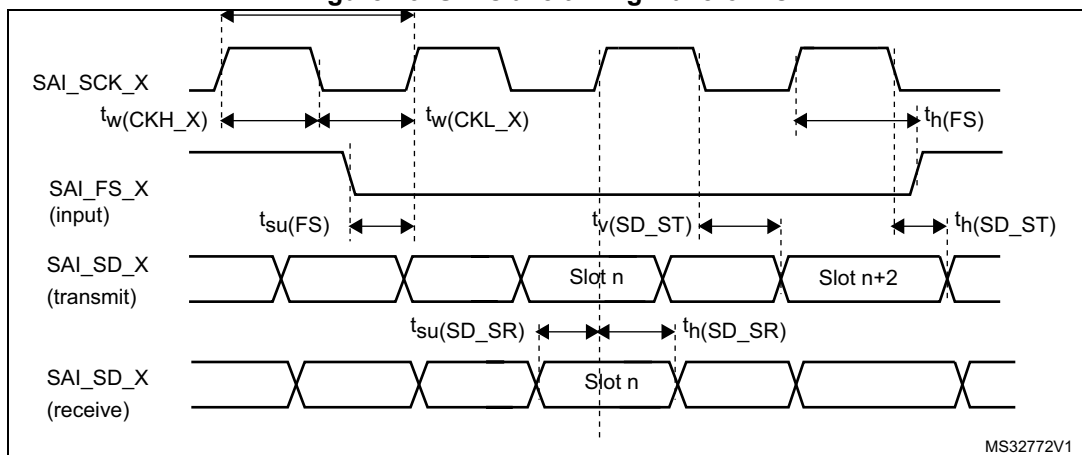 SAI_SCK_X
tw(CKH_X)
tw(CKL_X)
th(FS)
SAI_FS_X
(input)
tsu(FS)
tv(SD_ST)
th(SD_ST)
SAI_SD_X
(transmit)
Slot n
Slot n+2
tsu(SD_SR)
th(SD_SR)
SAI_SD_X
(receive)
Slot n
MS32772V1